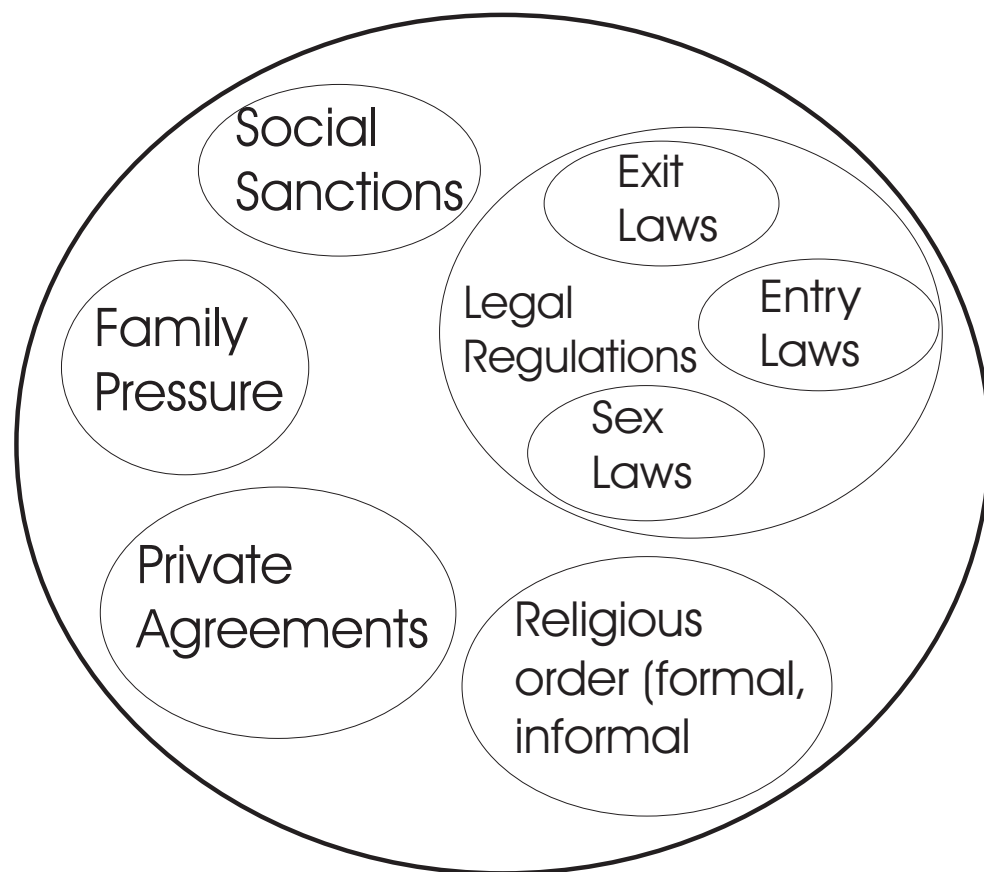 Social
Sanctions
Exit
Laws
Legal
Regulations
Entry
Laws
Family
Pressure
Sex
Laws
Private
Agreements
Religious
order (formal,
informal